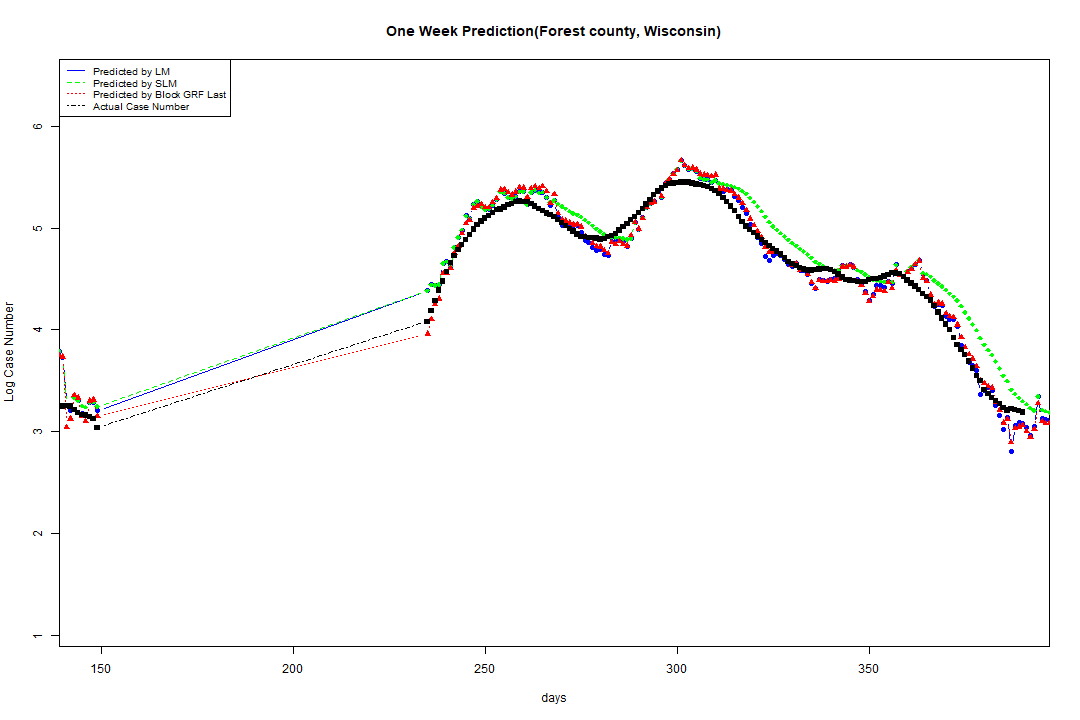 One Week Prediction(Forest county, Wisconsin)
Predicted by LM
Predicted by SLM
Predicted by Block GRF Last
Actual Case Number
6
5
4
3
2
1
Log Case Number
150 200 250 300 350
days